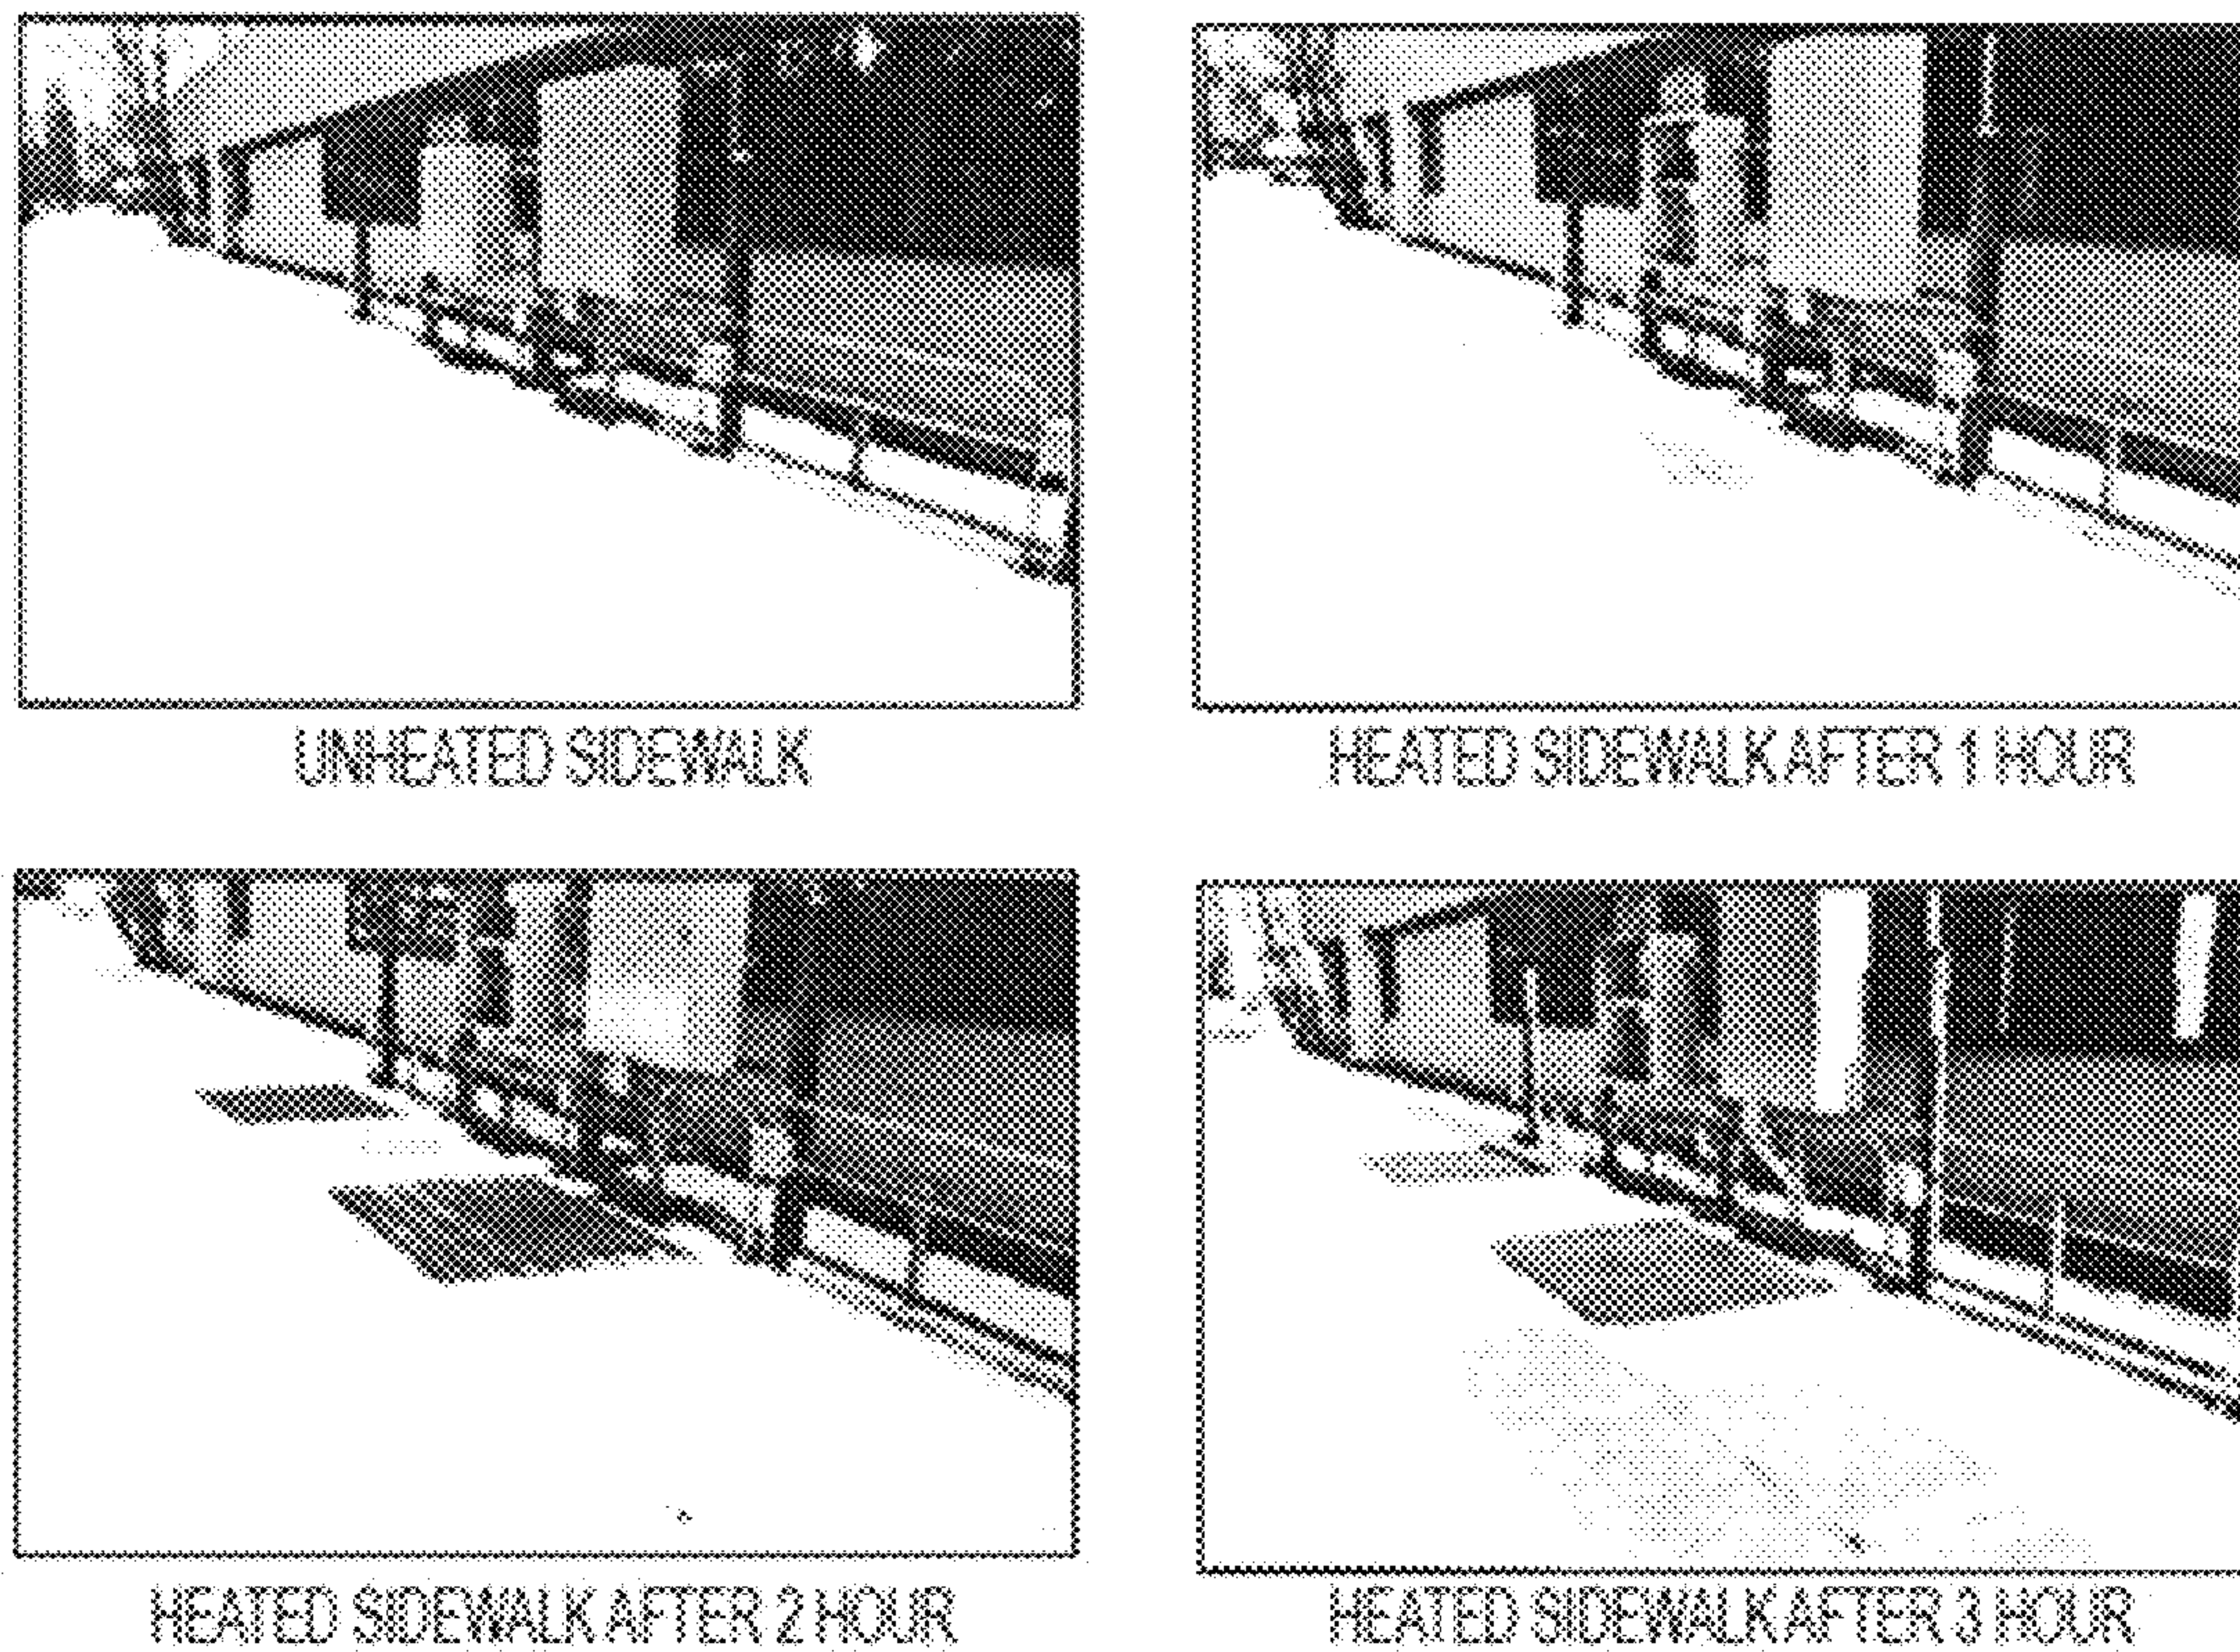 UNHEATED SIDEWALK
HEATED SIDEWALK AFTER 1 HOUR
HEATED SIDEWALK AFTER 2 HOUR
HEATED SIDEWALK AFTER 3 HOUR